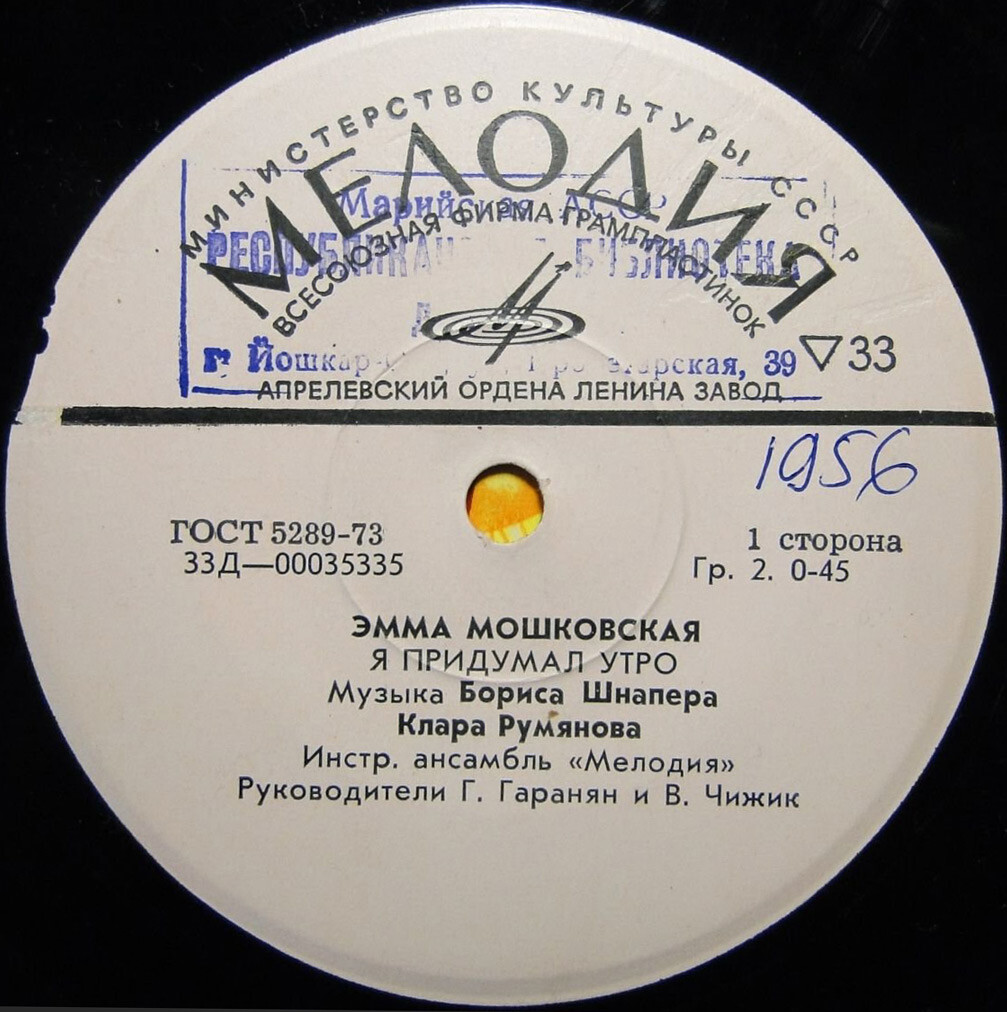 МИНИСТЕРСТВО КУЛЬТУРЫ СССР
МЕЛОДИЯ
Марийская АССР
РЕСПУБЛИКАНСКАЯ БИБЛИОТЕКА
ВСЕСОЮЗНАЯ ФИРМА ГРАМПЛАСТИНОК
г. 39
▽33
АПРЕЛЕВСКИЙ ОРДЕНА ЛЕНИНА ЗАВОД
1956
ГОСТ 5289-73
1 сторона
33Д—00035335
Гр. 2. 0-45
ЭММА МОШКОВСКАЯ
Я ПРИДУМАЛ УТРО
Музыка Бориса Шнапера
Клара Румянова
Инстр. ансамбль «Мелодия»
Руководители Г. Гаранян и В. Чижик